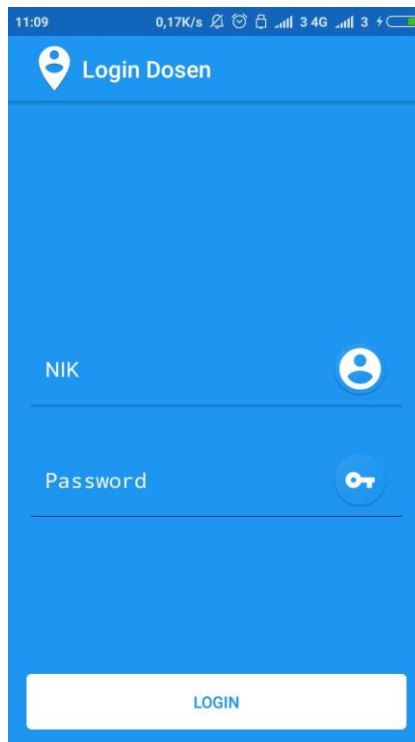 11:09 0,17K/s 3 4G 3
Login Dosen
NIK
Password
LOGIN